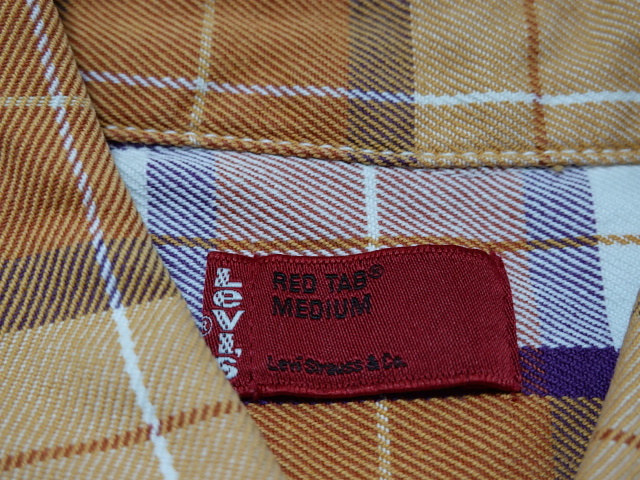 LEVI'S
®
RED TAB®
MEDIUM
Levi Strauss & Co.